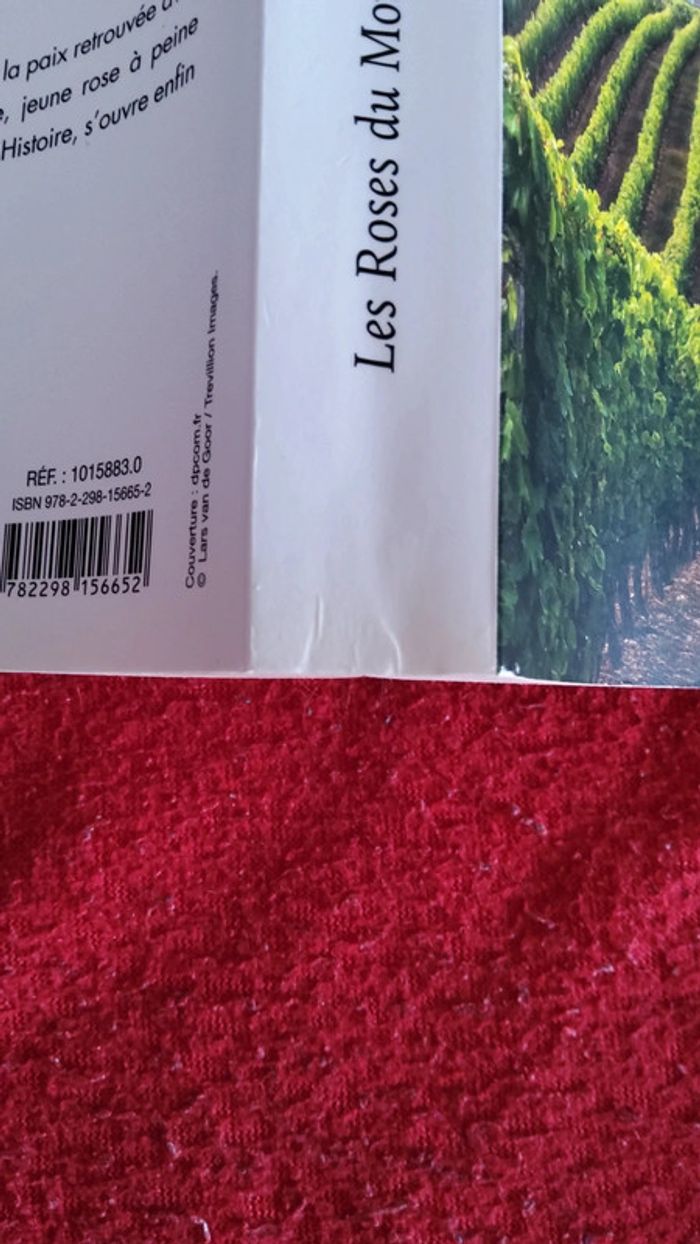 la paix retrouvée
jeune rose à peine
Histoire, s'ouvre enfin
RÉF. : 1015883.0
ISBN 978-2-298-15665-2
782298 156652
Couverture : dpcom.fr
© Lars van de Goor / Trevillion Images.
Les Roses du Mo